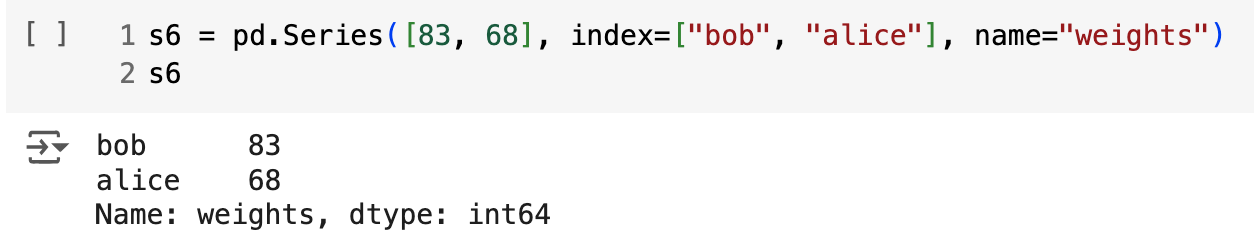 [ ] 1 s6 = pd.Series([83, 68], index=["bob", "alice"], name="weights")
2 s6
bob      83
alice    68
Name: weights, dtype: int64